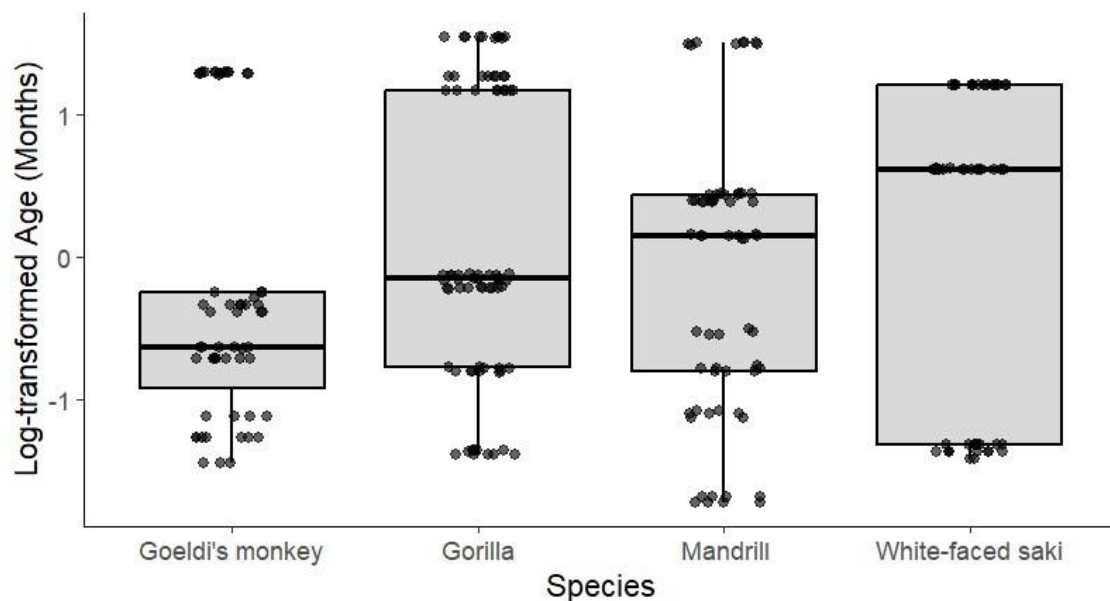 Log-transformed Age (Months)
1
0
-1
Goeldi's monkey Gorilla Mandrill White-faced saki
Species